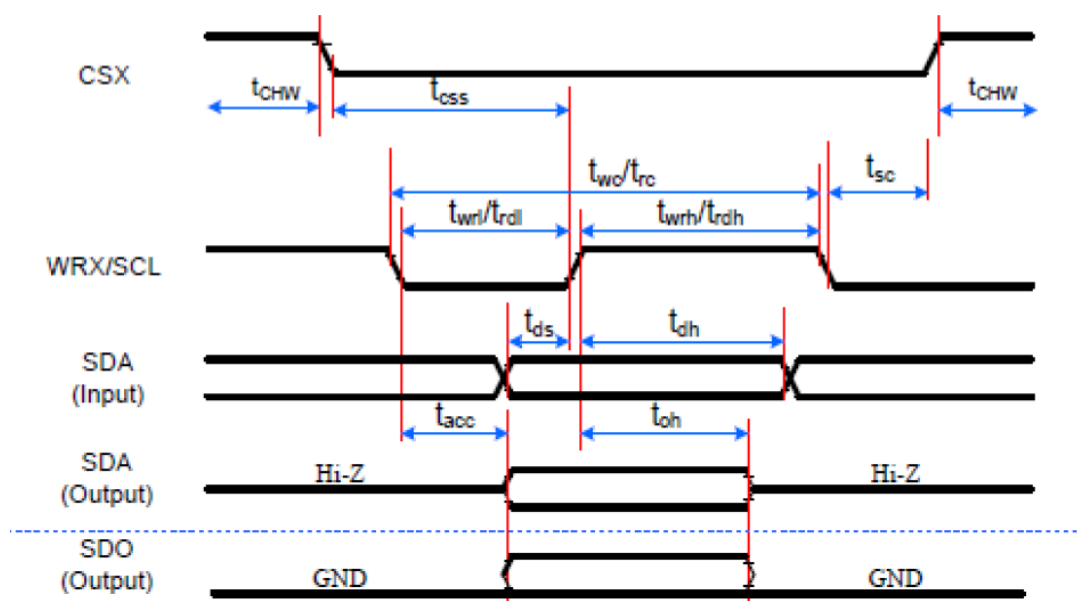 CSX
tCHW
tcss
tCHW
twc/trc
tsc
twrl/trdl
twrh/trdh
WRX/SCL
tds
tdh
SDA
(Input)
tacc
toh
SDA
(Output)
Hi-Z
Hi-Z
SDO
(Output)
GND
GND